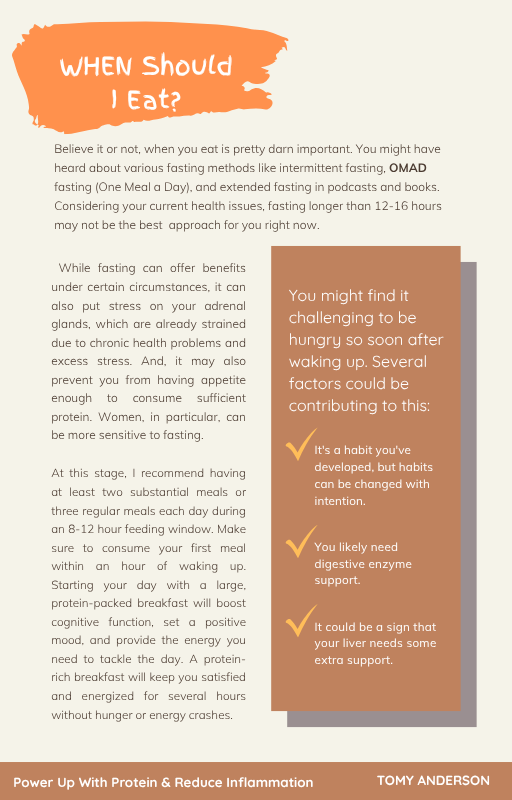 WHEN Should
I Eat?
Believe it or not, when you eat is pretty darn important. You might have
heard about various fasting methods like intermittent fasting, OMAD
fasting (One Meal a Day), and extended fasting in podcasts and books.
Considering your current health issues, fasting longer than 12-16 hours
may not be the best approach for you right now.
While fasting can offer benefits
under certain circumstances, it can
also put stress on your adrenal
glands, which are already strained
due to chronic health problems and
excess stress. And, it may also
prevent you from having appetite
enough to consume sufficient
protein. Women, in particular, can
be more sensitive to fasting.
At this stage, I recommend having
at least two substantial meals or
three regular meals each day during
an 8-12 hour feeding window. Make
sure to consume your first meal
within an hour of waking up.
Starting your day with a large,
protein-packed breakfast will boost
cognitive function, set a positive
mood, and provide the energy you
need to tackle the day. A protein-
rich breakfast will keep you satisfied
and energized for several hours
without hunger or energy crashes.
You might find it
challenging to be
hungry so soon after
waking up. Several
factors could be
contributing to this:
It's a habit you've
developed, but habits
can be changed with
intention.
You likely need
digestive enzyme
support.
It could be a sign that
your liver needs some
extra support.
Power Up With Protein & Reduce Inflammation
TOMY ANDERSON